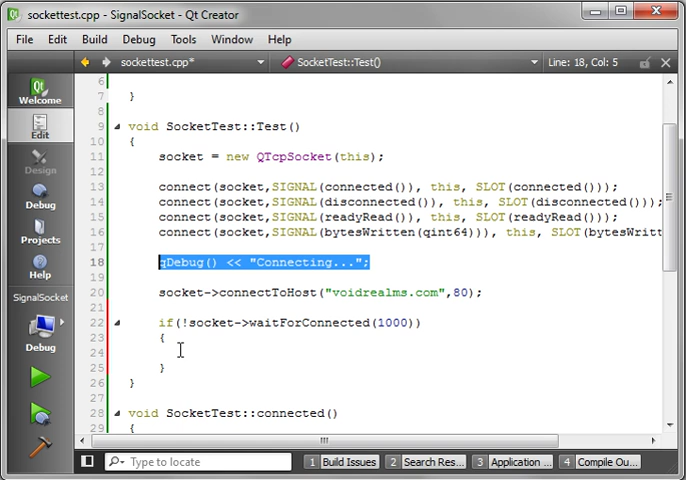 sockettest.cpp - SignalSocket - Qt Creator
File Edit Build Debug Tools Window Help
sockettest.cpp* SocketTest::Test() Line: 18, Col: 5
Qt
Welcome
Edit
Design
Debug
Projects
Help
SignalSocket
Debug
6
7 }
8
9 void SocketTest::Test()
10 {
11 socket = new QTcpSocket(this);
12
13 connect(socket,SIGNAL(connected()), this, SLOT(connected()));
14 connect(socket,SIGNAL(disconnected()), this, SLOT(disconnected()));
15 connect(socket,SIGNAL(readyRead()), this, SLOT(readyRead()));
16 connect(socket,SIGNAL(bytesWritten(qint64)), this, SLOT(bytesWritt
17
18 qDebug() << "Connecting...";
19
20 socket->connectToHost("voidrealms.com",80);
21
22 if(!socket->waitForConnected(1000))
23 {
24
25 }
26 }
27
28 void SocketTest::connected()
29 {
Type to locate 1 Build Issues 2 Search Res... 3 Application ... 4 Compile Ou...